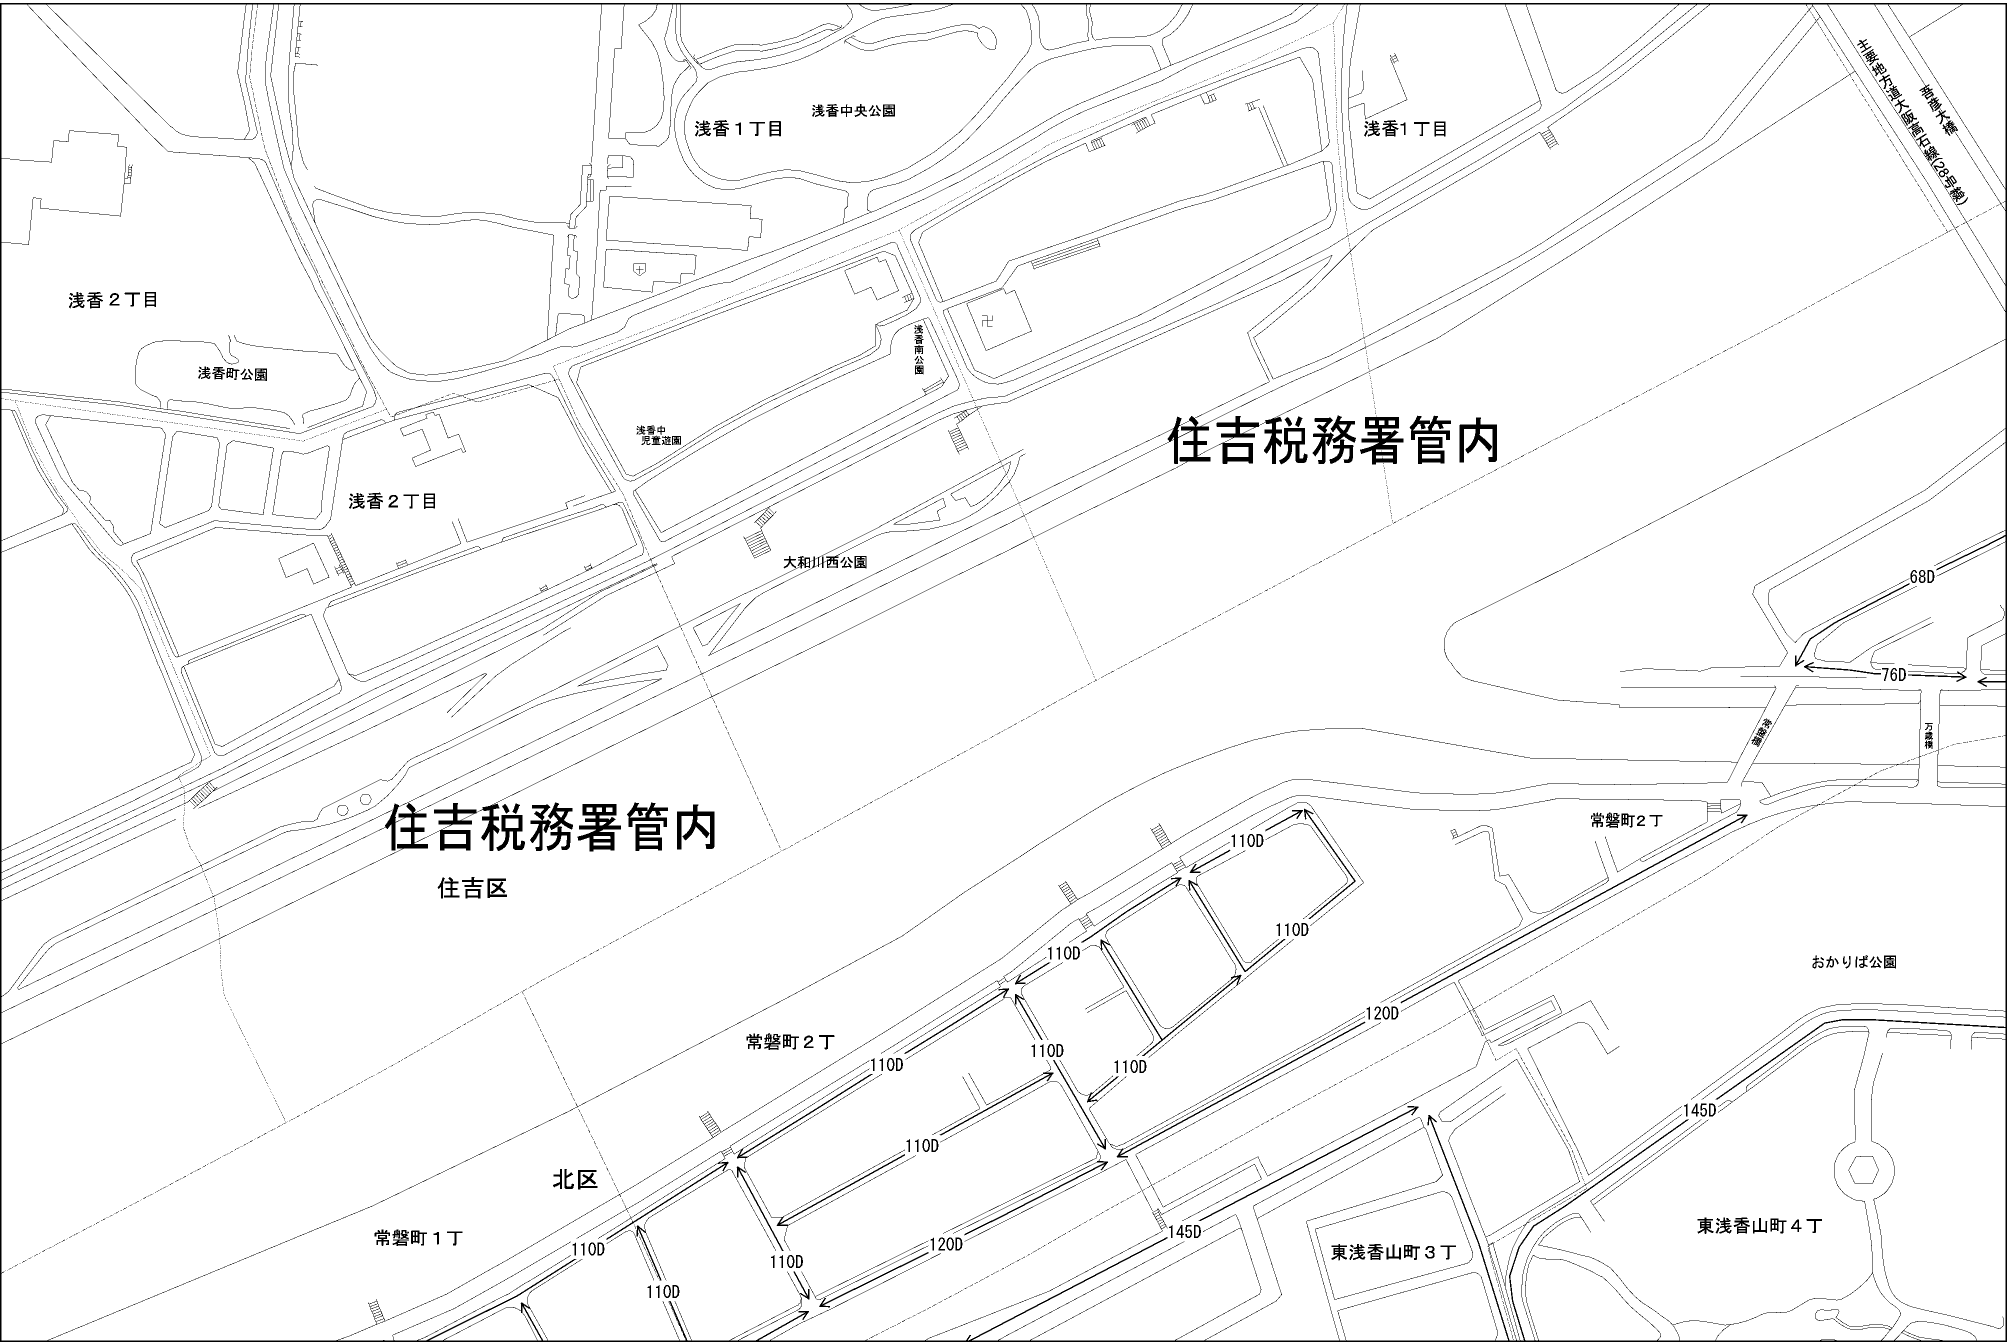 主要地方道大阪高石線(28号線)
吾彦大橋
浅香中央公園
浅香１丁目
浅香1丁目
浅香２丁目
浅香町公園
浅香南公園
浅香中
児童遊園
住吉税務署管内
浅香２丁目
大和川西公園
68D
76D
常磐橋
万歳橋
住吉税務署管内
常磐町２丁
110D
住吉区
110D
110D
おかりば公園
120D
常磐町２丁
110D
110D
110D
145D
110D
北区
東浅香山町４丁
145D
常磐町１丁
120D
110D
東浅香山町３丁
110D
110D